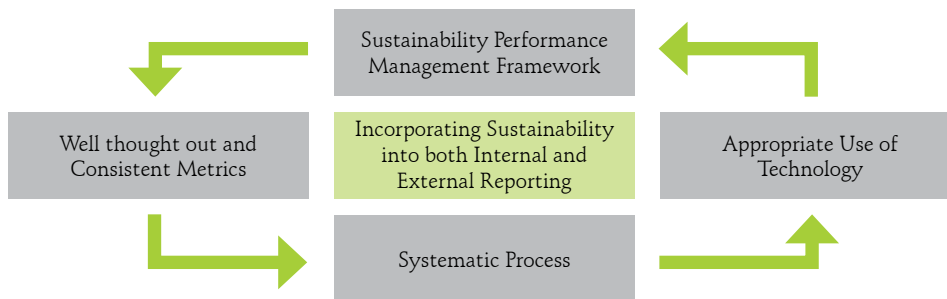 Sustainability Performance
Management Framework
Well thought out and
Consistent Metrics
Incorporating Sustainability
into both Internal and
External Reporting
Appropriate Use of
Technology
Systematic Process